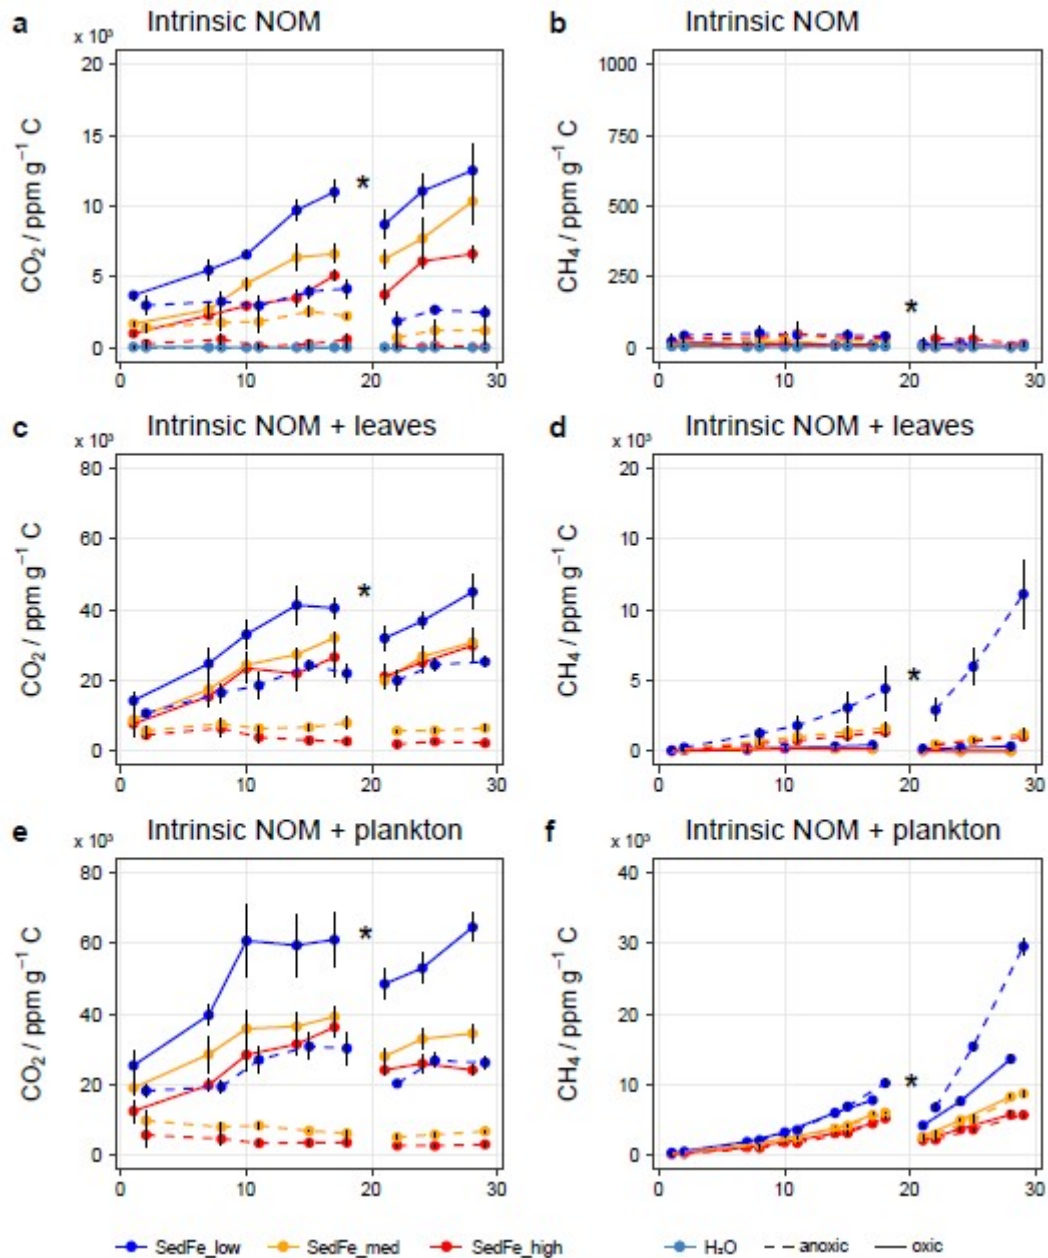 a Intrinsic NOM
x 10³
20
15
10
5
0
CO₂ / ppm g⁻¹ C
*
0 10 20 30
b Intrinsic NOM
1000
750
500
250
0
CH₄ / ppm g⁻¹ C
*
0 10 20 30
c Intrinsic NOM + leaves
x 10³
80
60
40
20
0
CO₂ / ppm g⁻¹ C
*
0 10 20 30
d Intrinsic NOM + leaves
x 10³
20
10
10
5
0
CH₄ / ppm g⁻¹ C
*
0 10 20 30
e Intrinsic NOM + plankton
x 10³
80
60
40
20
0
CO₂ / ppm g⁻¹ C
*
0 10 20 30
f Intrinsic NOM + plankton
x 10³
40
30
20
10
0
CH₄ / ppm g⁻¹ C
*
0 10 20 30
SedFe_low SedFe_med SedFe_high H₂O anoxic oxic